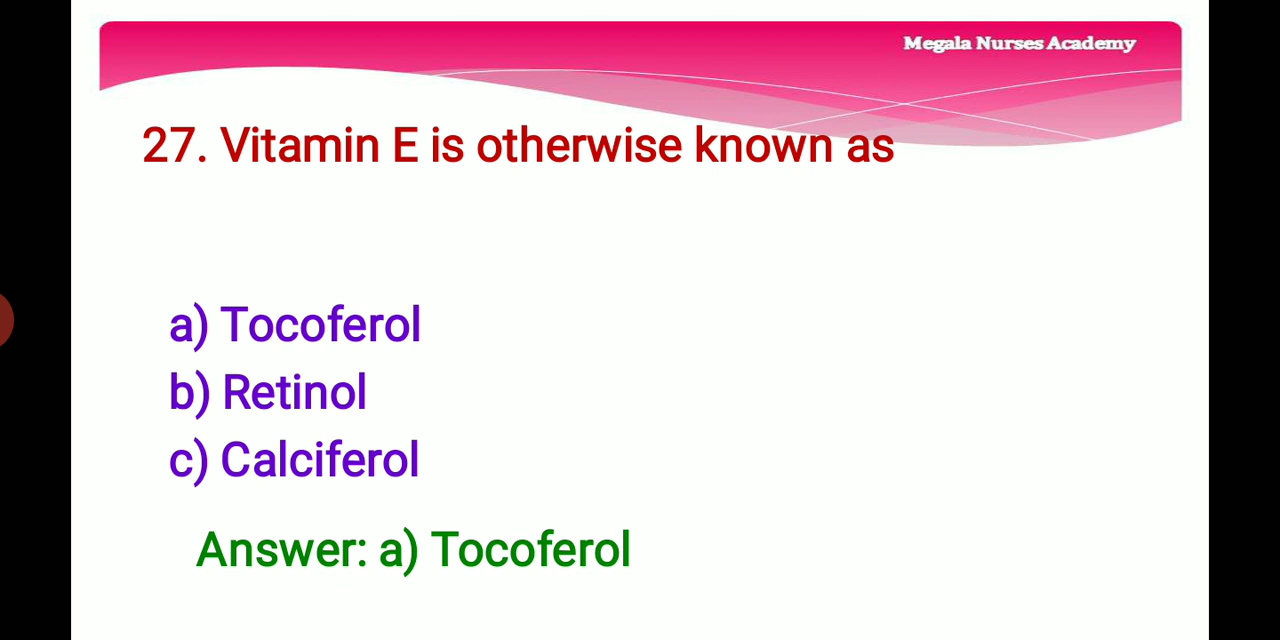 Megala Nurses Academy
27. Vitamin E is otherwise known as
a) Tocoferol
b) Retinol
c) Calciferol
Answer: a) Tocoferol